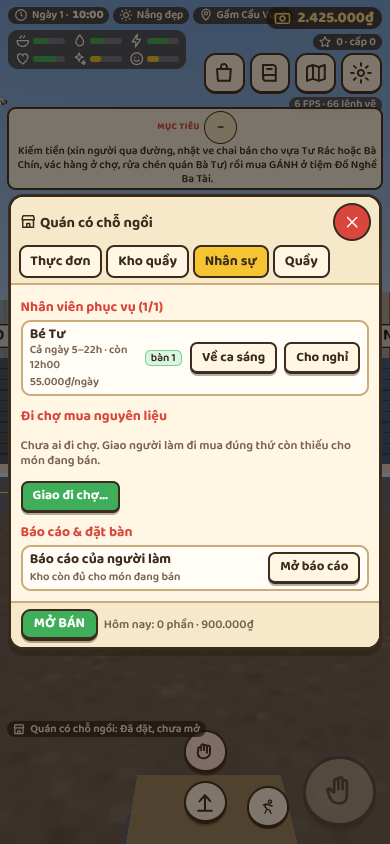 Ngày 1 · 10:00
Nắng đẹp
Gầm Cầu V
2.425.000₫
0 · cấp 0
6 FPS · 66 lệnh vẽ
MỤC TIÊU
–
Kiếm tiền (xin người qua đường, nhặt ve chai bán cho vựa Tư Rác hoặc Bà
Chín, vác hàng ở chợ, rửa chén quán Bà Tư) rồi mua GÁNH ở tiệm Đồ Nghề
Ba Tài.
Quán có chỗ ngồi
Thực đơn
Kho quầy
Nhân sự
Quầy
Nhân viên phục vụ (1/1)
Bé Tư
Cả ngày 5–22h · còn
12h00
55.000₫/ngày
bàn 1
Về ca sáng
Cho nghỉ
Đi chợ mua nguyên liệu
Chưa ai đi chợ. Giao người làm đi mua đúng thứ còn thiếu cho
món đang bán.
Giao đi chợ...
Báo cáo & đặt bàn
Báo cáo của người làm
Kho còn đủ cho món đang bán
Mở báo cáo
MỞ BÁN
Hôm nay: 0 phần · 900.000₫
Quán có chỗ ngồi: Đã đặt, chưa mở